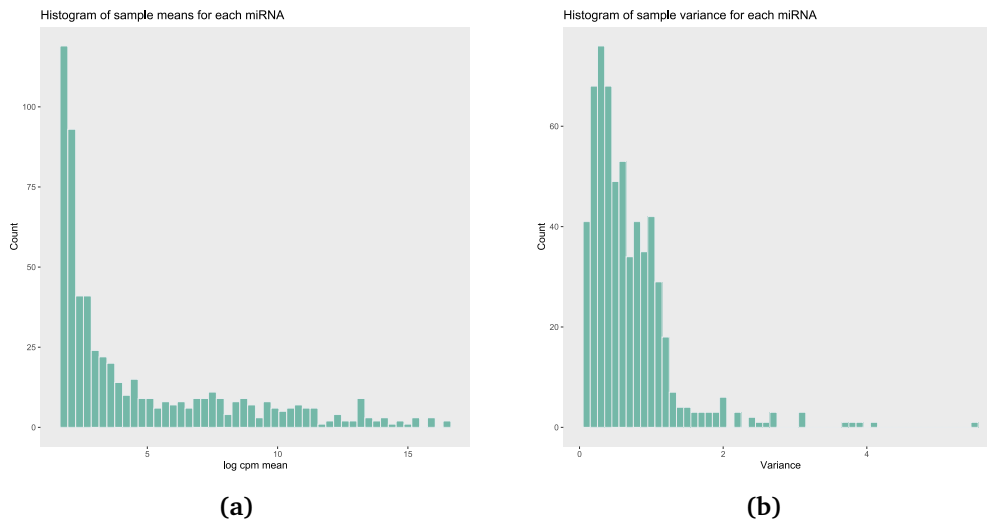 Histogram of sample means for each miRNA
Count
100
75
50
25
0
5
10
15
log cpm mean
(a)
Histogram of sample variance for each miRNA
Count
60
40
20
0
0
2
4
Variance
(b)